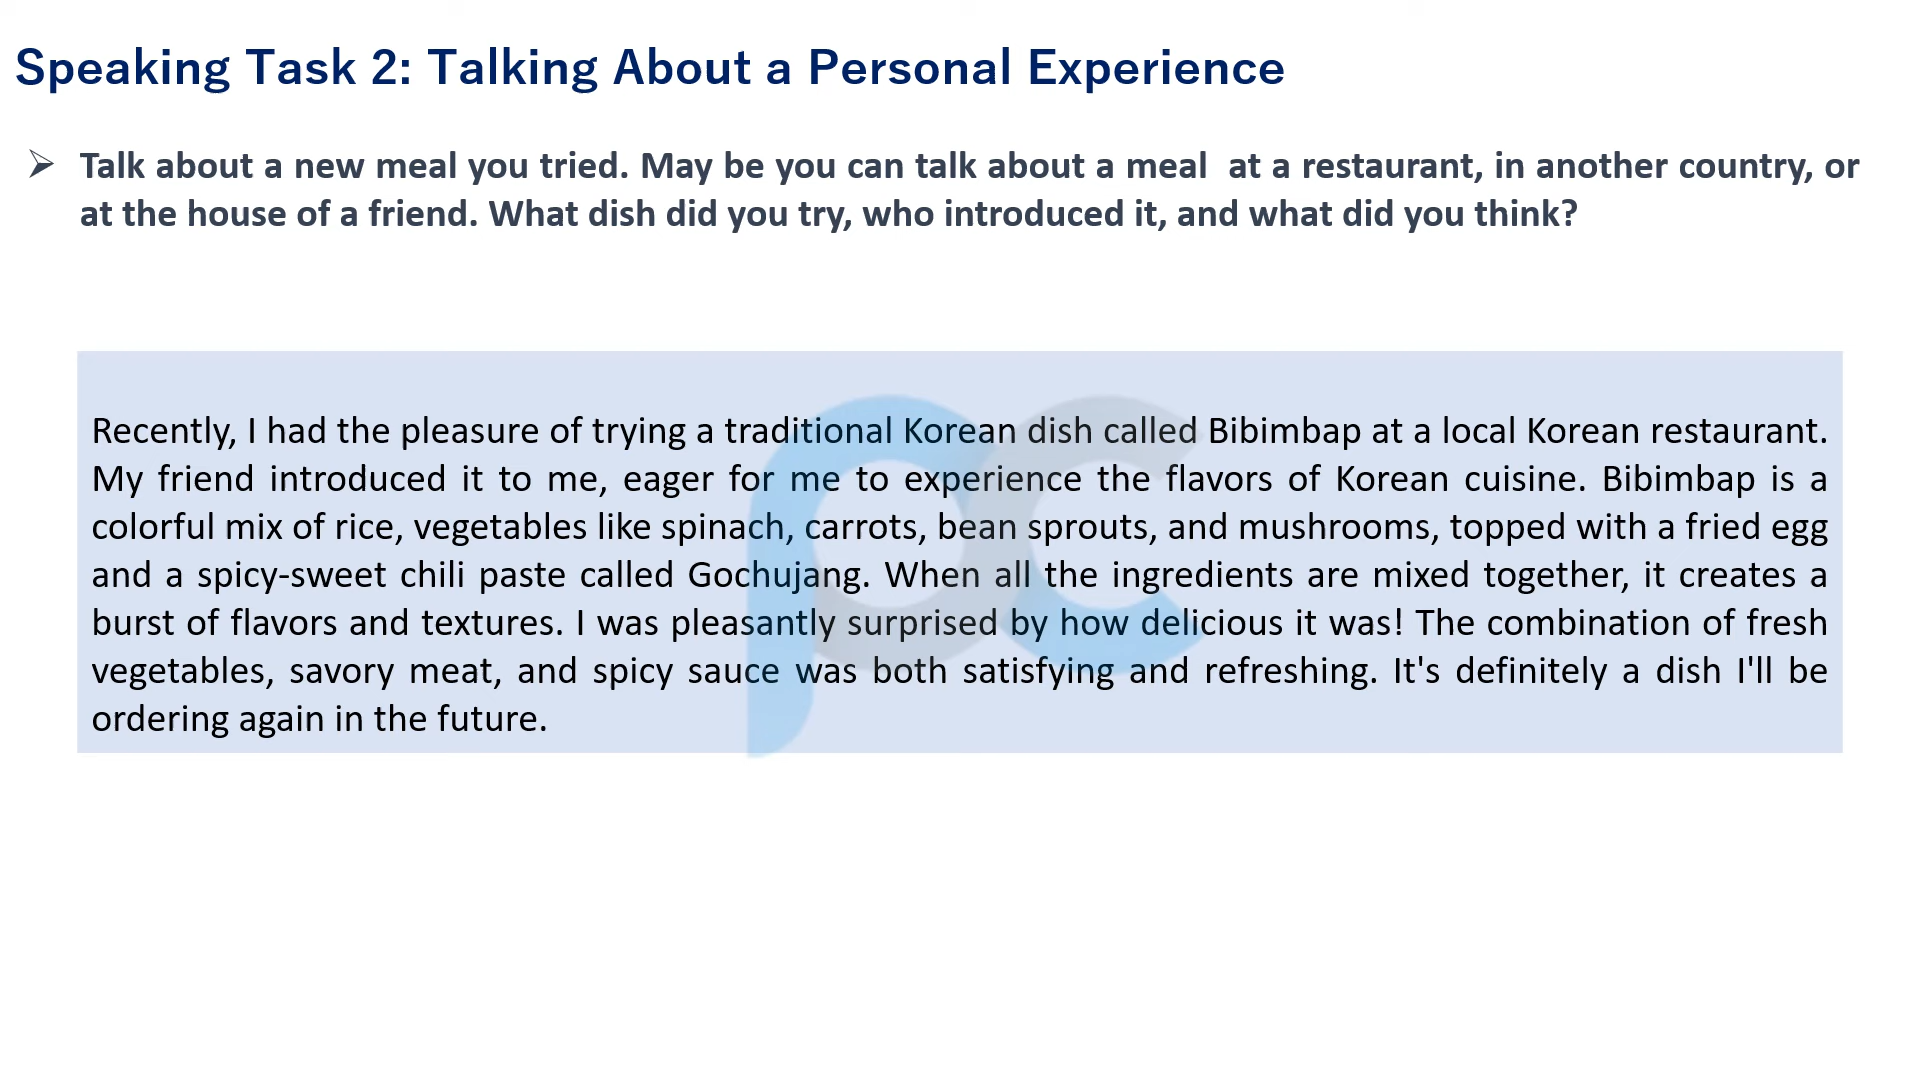 Speaking Task 2: Talking About a Personal Experience
Talk about a new meal you tried. May be you can talk about a meal at a restaurant, in another country, or
at the house of a friend. What dish did you try, who introduced it, and what did you think?
Recently, I had the pleasure of trying a traditional Korean dish called Bibimbap at a local Korean restaurant.
My friend introduced it to me, eager for me to experience the flavors of Korean cuisine. Bibimbap is a
colorful mix of rice, vegetables like spinach, carrots, bean sprouts, and mushrooms, topped with a fried egg
and a spicy-sweet chili paste called Gochujang. When all the ingredients are mixed together, it creates a
burst of flavors and textures. I was pleasantly surprised by how delicious it was! The combination of fresh
vegetables, savory meat, and spicy sauce was both satisfying and refreshing. It's definitely a dish I'll be
ordering again in the future.